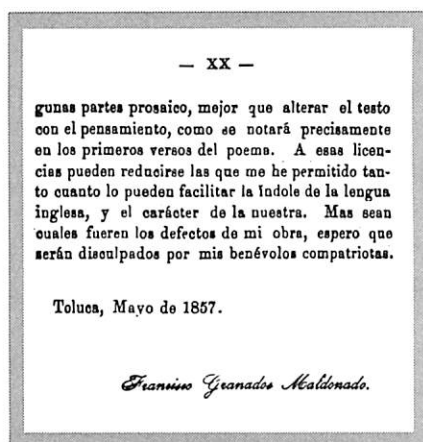 — XX —
gunas partes prosaico, mejor que alterar el testo
con el pensamiento, como se notará precisamente
en los primeros versos del poema. A esas licen-
cias pueden reducirse las que me he permitido tan-
to cuanto lo pueden facilitar la índole de la lengua
inglesa, y el carácter de la nuestra. Mas sean
cuales fueren los defectos de mi obra, espero que
serán disculpados por mis benévolos compatriotas.
Toluca, Mayo de 1857.
Francisco Granados Maldonado.